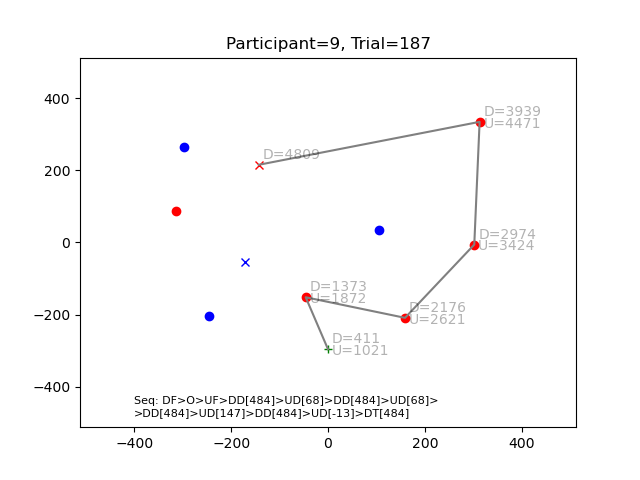 Participant=9, Trial=187
400
200
0
−200
−400
−400
−200
0
200
400
D=3939
U=4471
D=4809
D=2974
U=3424
D=1373
U=1872
D=2176
U=2621
D=411
U=1021
Seq: DF>O>UF>DD[484]>UD[68]>DD[484]>UD[68]>
>DD[484]>UD[147]>DD[484]>UD[-13]>DT[484]